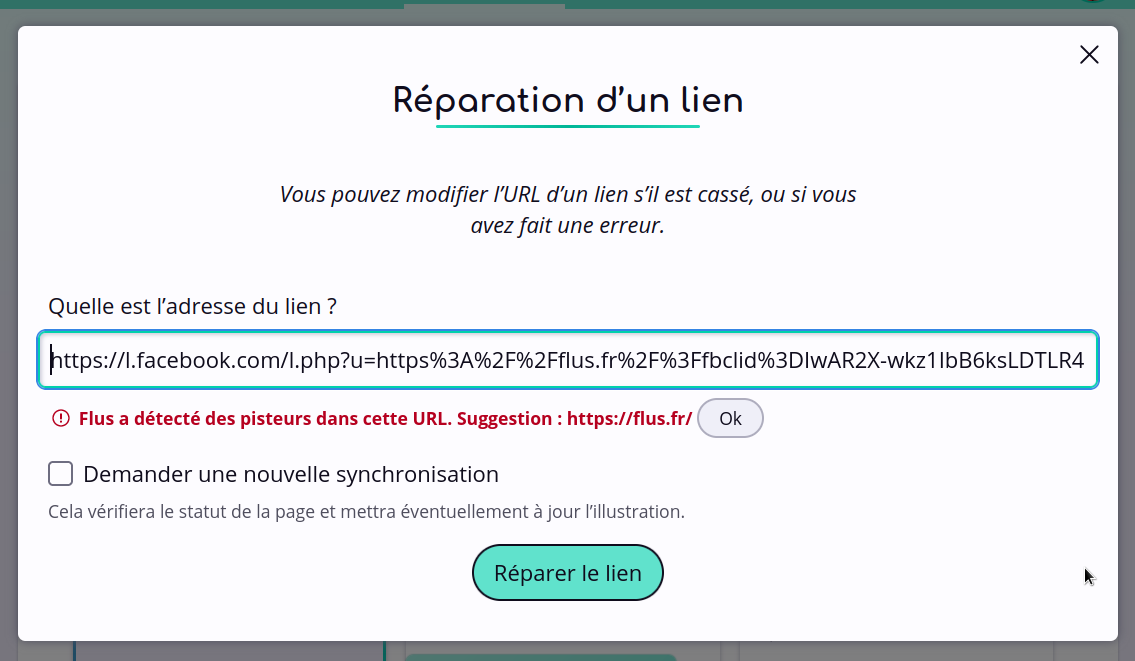 Réparation d’un lien
Vous pouvez modifier l’URL d’un lien s’il est cassé, ou si vous
avez fait une erreur.
Quelle est l’adresse du lien ?
https://l.facebook.com/l.php?u=https%3A%2F%2Fflus.fr%2F%3Ffbclid%3DIwAR2X-wkz1IbB6ksLDTLR4
Flus a détecté des pisteurs dans cette URL. Suggestion : https://flus.fr/ Ok
Demander une nouvelle synchronisation
Cela vérifiera le statut de la page et mettra éventuellement à jour l’illustration.
Réparer le lien